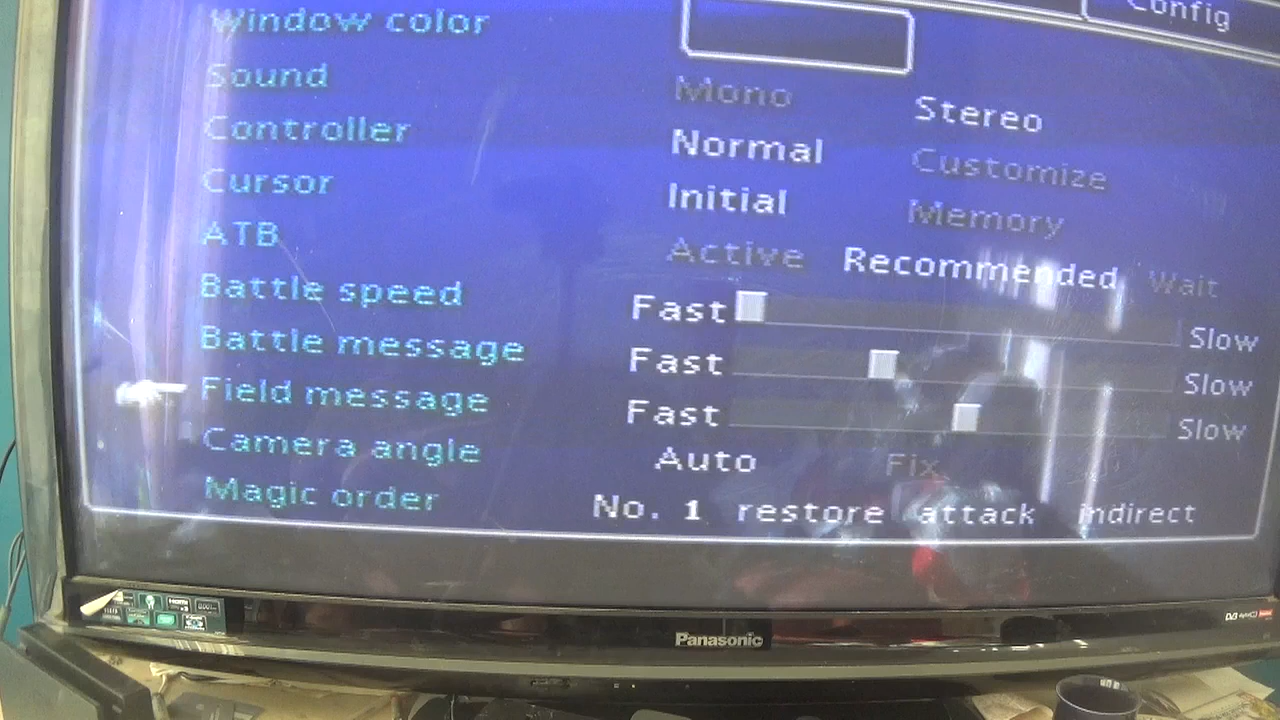 Config
Window color
Sound Mono Stereo
Controller Normal Customize
Cursor Initial Memory
ATB Active Recommended Wait
Battle speed Fast Slow
Battle message Fast Slow
Field message Fast Slow
Camera angle Auto Fix
Magic order No. 1 restore attack indirect
Panasonic